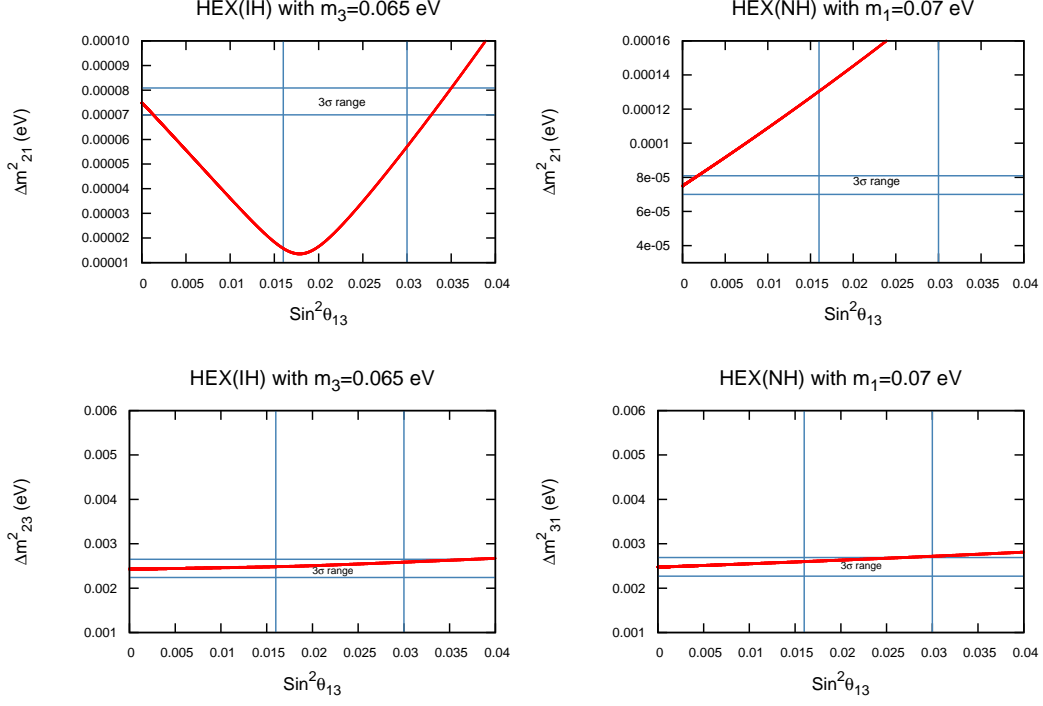 HEX(IH) with m3=0.065 eV
Δm²21 (eV)
0.00010
0.00009
0.00008
0.00007
0.00006
0.00005
0.00004
0.00003
0.00002
0.00001
3σ range
0 0.005 0.01 0.015 0.02 0.025 0.03 0.035 0.04
Sin²θ13
HEX(NH) with m1=0.07 eV
Δm²21 (eV)
0.00016
0.00014
0.00012
0.0001
8e-05
6e-05
4e-05
3σ range
0 0.005 0.01 0.015 0.02 0.025 0.03 0.035 0.04
Sin²θ13
HEX(IH) with m3=0.065 eV
Δm²23 (eV)
0.006
0.005
0.004
0.003
0.002
0.001
3σ range
0 0.005 0.01 0.015 0.02 0.025 0.03 0.035 0.04
Sin²θ13
HEX(NH) with m1=0.07 eV
Δm²31 (eV)
0.006
0.005
0.004
0.003
0.002
0.001
3σ range
0 0.005 0.01 0.015 0.02 0.025 0.03 0.035 0.04
Sin²θ13